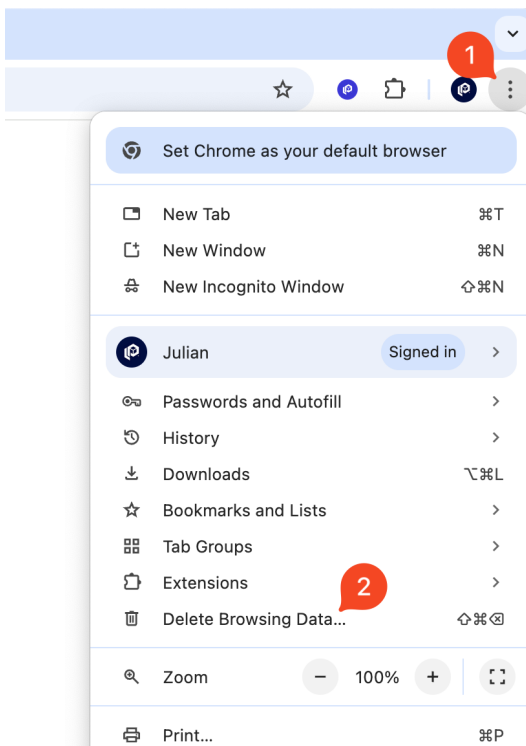 1
Set Chrome as your default browser
New Tab ⌘T
New Window ⌘N
New Incognito Window ⇧⌘N
Julian Signed in
Passwords and Autofill
History
Downloads ⌥⌘L
Bookmarks and Lists
Tab Groups
Extensions
2
Delete Browsing Data... ⇧⌘⌫
Zoom − 100% +
Print... ⌘P